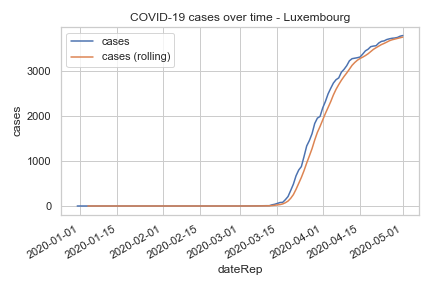 COVID-19 cases over time - Luxembourg
cases
cases (rolling)
cases
3000
2000
1000
0
2020-01-01
2020-01-15
2020-02-01
2020-02-15
2020-03-01
2020-03-15
2020-04-01
2020-04-15
2020-05-01
dateRep